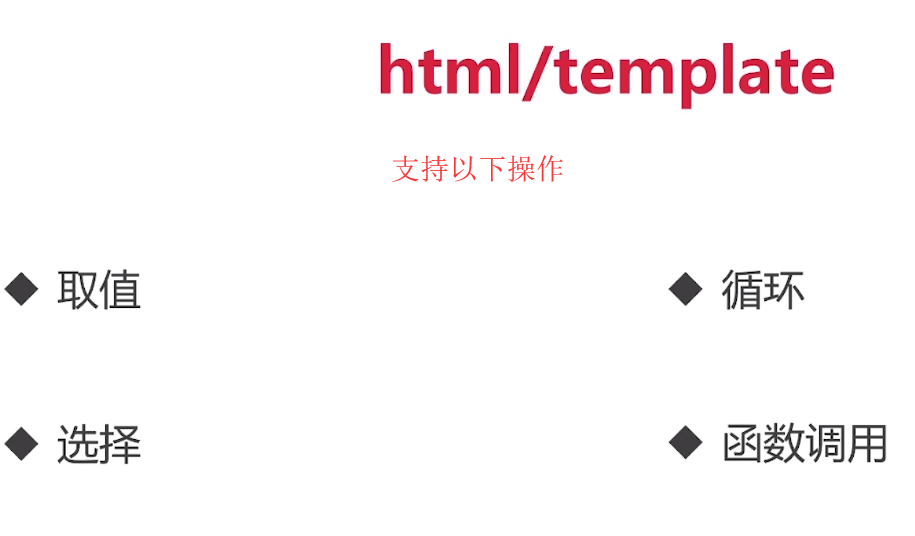 html/template
支持以下操作
◆ 取值
◆ 循环
◆ 选择
◆ 函数调用